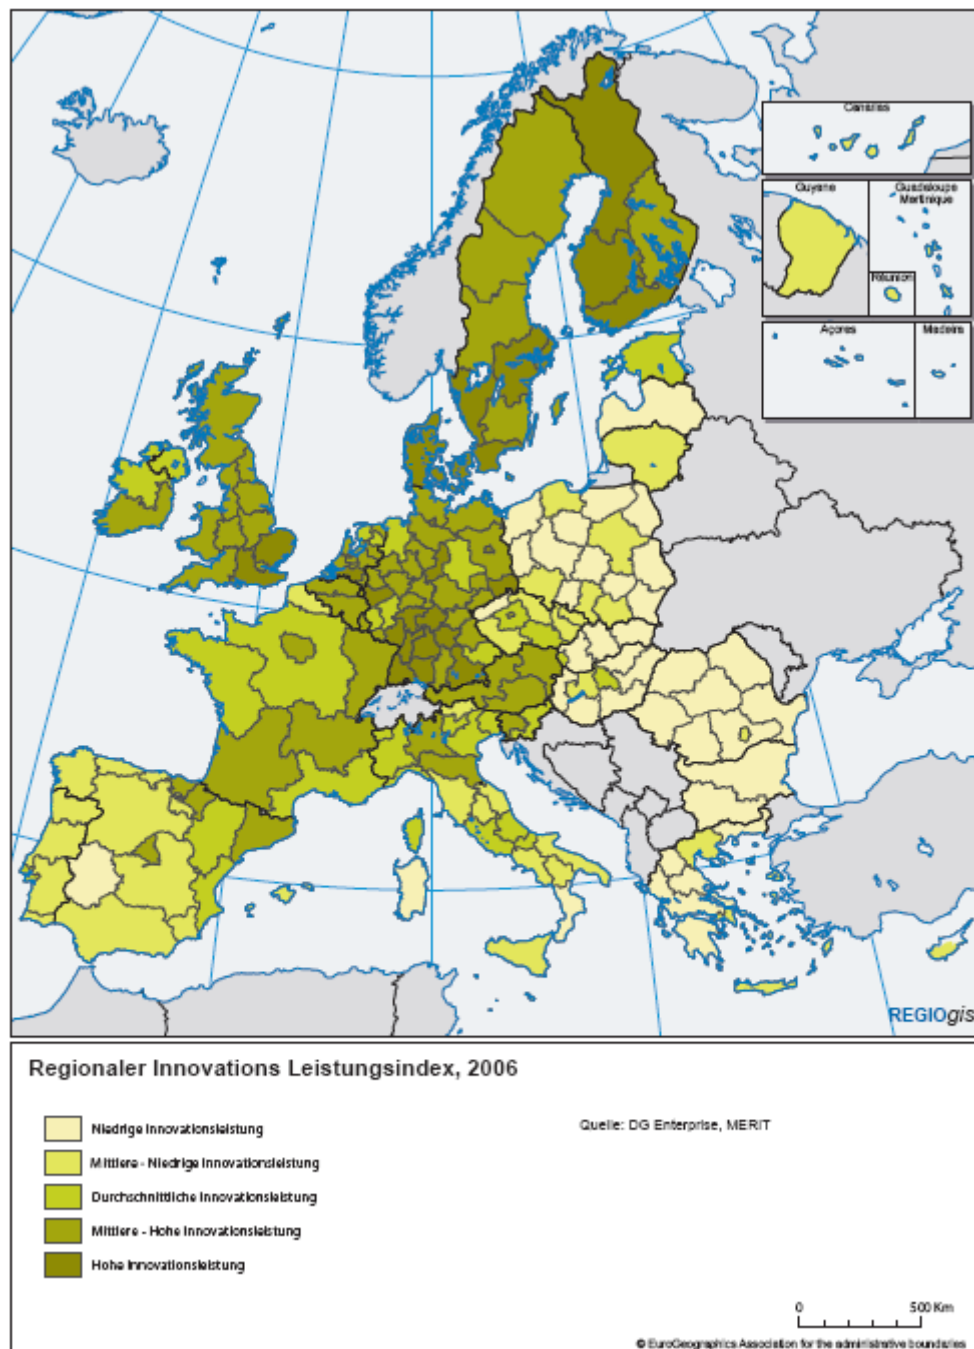 Canarias
Guyane
Guadeloupe
Martinique
Réunion
Açores
Madeira
REGIOgis
Regionaler Innovations Leistungsindex, 2006
Niedrige Innovationsleistung
Quelle: DG Enterprise, MERIT
Mittlere - Niedrige Innovationsleistung
Durchschnittliche Innovationsleistung
Mittlere - Hohe Innovationsleistung
Hohe Innovationsleistung
0 500 Km
© EuroGeographics Association for the administrative boundaries